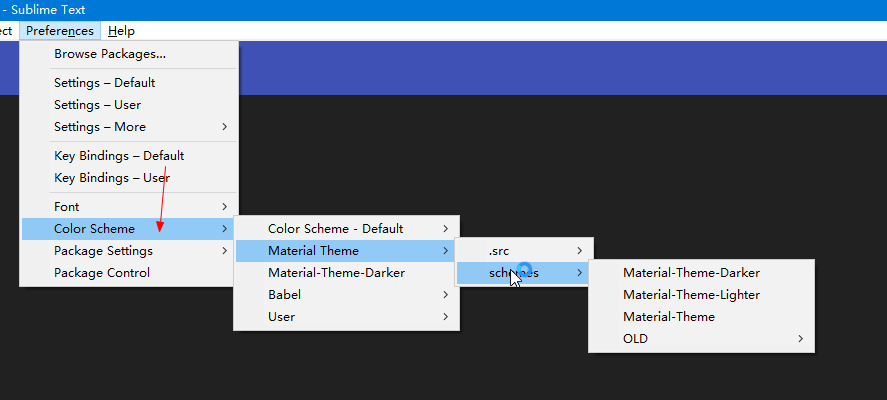 - Sublime Text
ect Preferences Help
Browse Packages...
Settings – Default
Settings – User
Settings – More
Key Bindings – Default
Key Bindings – User
Font
Color Scheme
Package Settings
Package Control
Color Scheme - Default
Material Theme
Material-Theme-Darker
Babel
User
.src
schemes
Material-Theme-Darker
Material-Theme-Lighter
Material-Theme
OLD